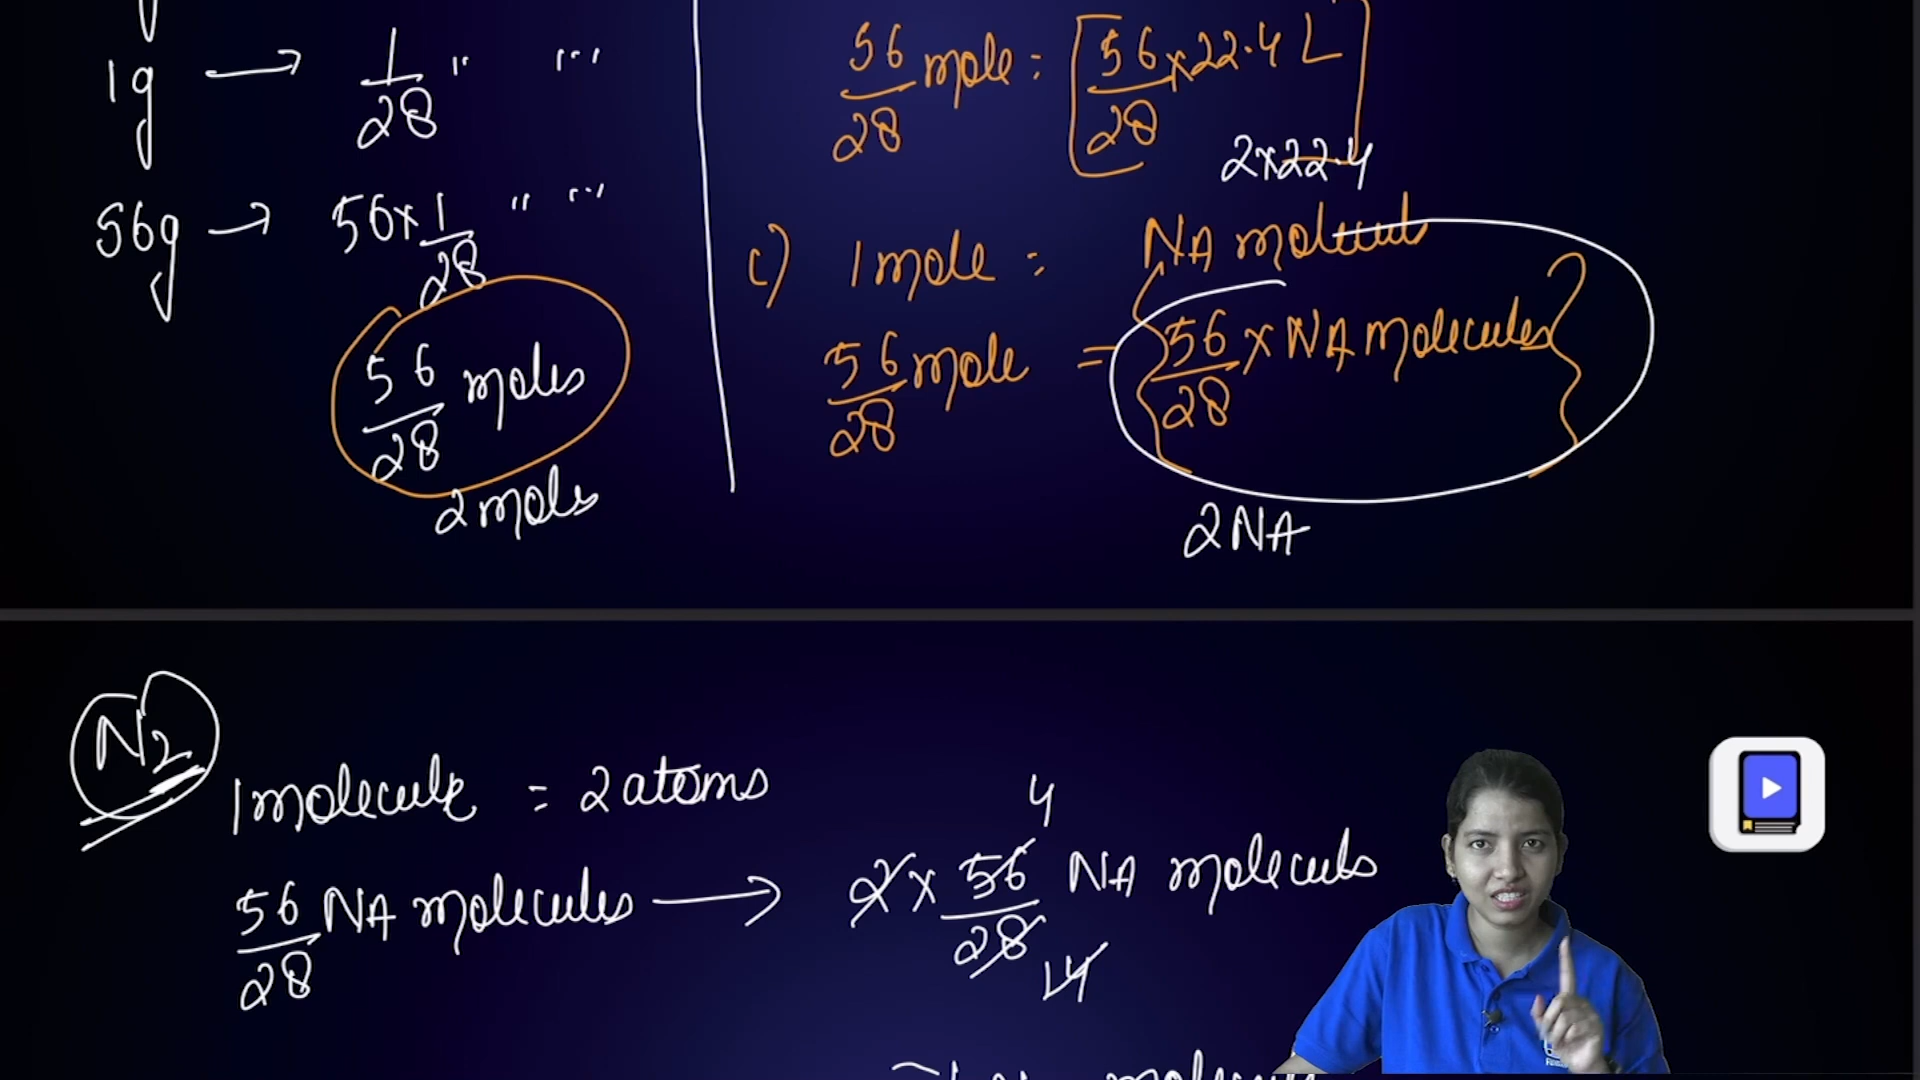 1g → 1/28 " "
56g → 56×1/28 " "
56/28 moles
2 moles
56/28 mole = [56/28 × 22.4 L]
2×22.4
c) 1 mole = NA molecul
56/28 mole = 56/28 × NA molecules
2NA
N2
1 molecule = 2 atoms
4
56/28 NA molecules → 2 × 56/28 NA molecules
14